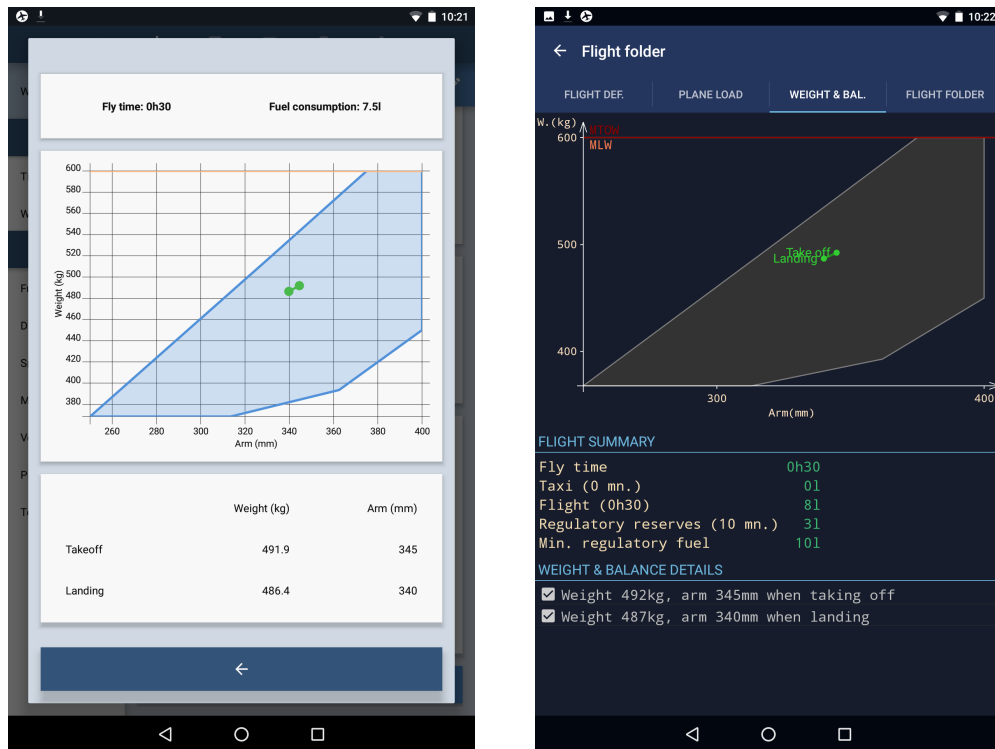 10:21
Fly time: 0h30 Fuel consumption: 7.5l
600
580
560
540
520
500
480
460
440
420
400
380
Weight (kg)
260 280 300 320 340 360 380 400
Arm (mm)
Weight (kg) Arm (mm)
Takeoff 491.9 345
Landing 486.4 340
10:22
Flight folder
FLIGHT DEF. PLANE LOAD WEIGHT & BAL. FLIGHT FOLDER
W.(kg)
MTOW
600
MLW
500
Take off
Landing
400
300 400
Arm(mm)
FLIGHT SUMMARY
Fly time 0h30
Taxi (0 mn.) 0l
Flight (0h30) 8l
Regulatory reserves (10 mn.) 3l
Min. regulatory fuel 10l
WEIGHT & BALANCE DETAILS
Weight 492kg, arm 345mm when taking off
Weight 487kg, arm 340mm when landing